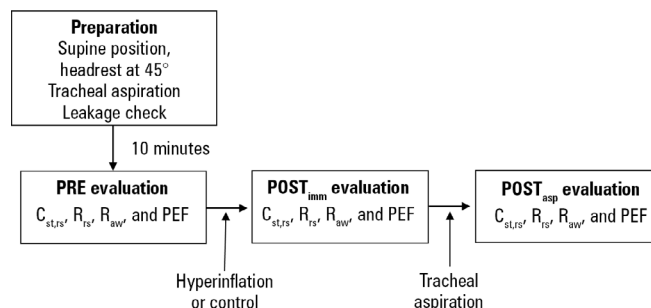 Preparation
Supine position,
headrest at 45°
Tracheal aspiration
Leakage check
10 minutes
PRE evaluation
Cst,rs, Rrs, Raw, and PEF
POSTimm evaluation
Cst,rs, Rrs, Raw, and PEF
POSTasp evaluation
Cst,rs, Rrs, Raw, and PEF
Hyperinflation
or control
Tracheal
aspiration